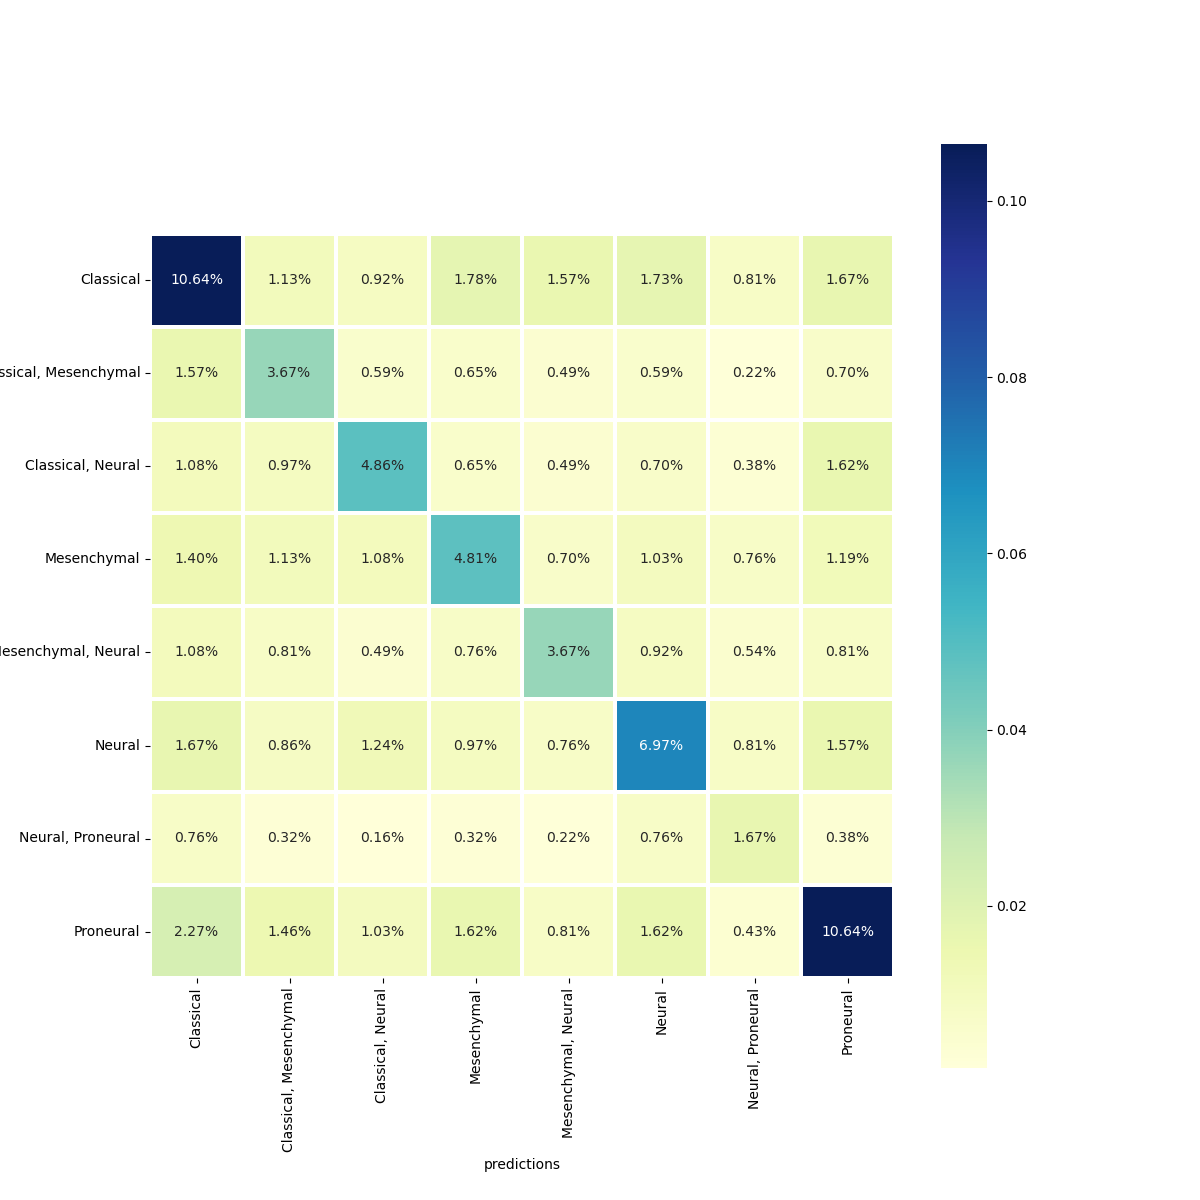 0.10
Classical 10.64% 1.13% 0.92% 1.78% 1.57% 1.73% 0.81% 1.67%
0.08
ssical, Mesenchymal 1.57% 3.67% 0.59% 0.65% 0.49% 0.59% 0.22% 0.70%
Classical, Neural 1.08% 0.97% 4.86% 0.65% 0.49% 0.70% 0.38% 1.62%
0.06
Mesenchymal 1.40% 1.13% 1.08% 4.81% 0.70% 1.03% 0.76% 1.19%
esenchymal, Neural 1.08% 0.81% 0.49% 0.76% 3.67% 0.92% 0.54% 0.81%
0.04
Neural 1.67% 0.86% 1.24% 0.97% 0.76% 6.97% 0.81% 1.57%
Neural, Proneural 0.76% 0.32% 0.16% 0.32% 0.22% 0.76% 1.67% 0.38%
0.02
Proneural 2.27% 1.46% 1.03% 1.62% 0.81% 1.62% 0.43% 10.64%
Classical
Classical, Mesenchymal
Classical, Neural
Mesenchymal
Mesenchymal, Neural
Neural
Neural, Proneural
Proneural
predictions